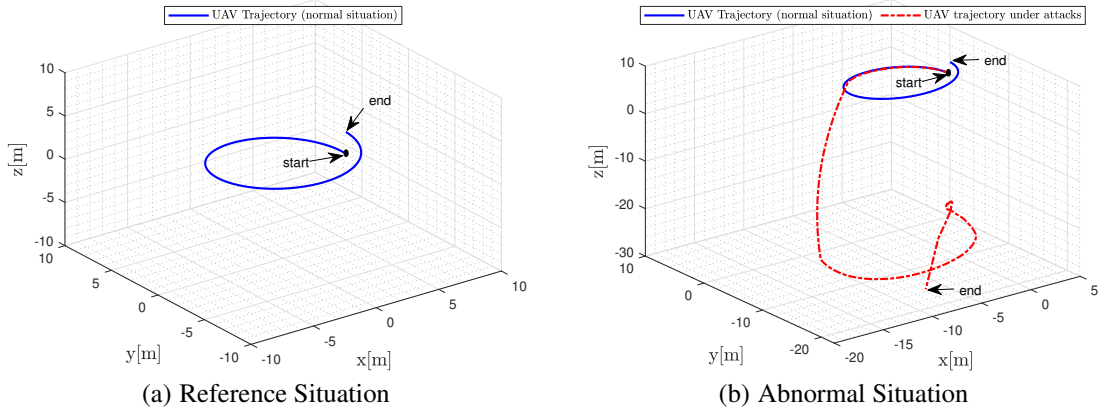 UAV Trajectory (normal situation)
10
5
0
-5
-10
z[m]
end
start
10
5
0
-5
-10
y[m]
-10
-5
0
5
10
x[m]
(a) Reference Situation
UAV Trajectory (normal situation) UAV trajectory under attacks
10
0
-10
-20
-30
z[m]
end
start
end
10
0
-10
-20
y[m]
-20
-15
-10
-5
0
5
x[m]
(b) Abnormal Situation